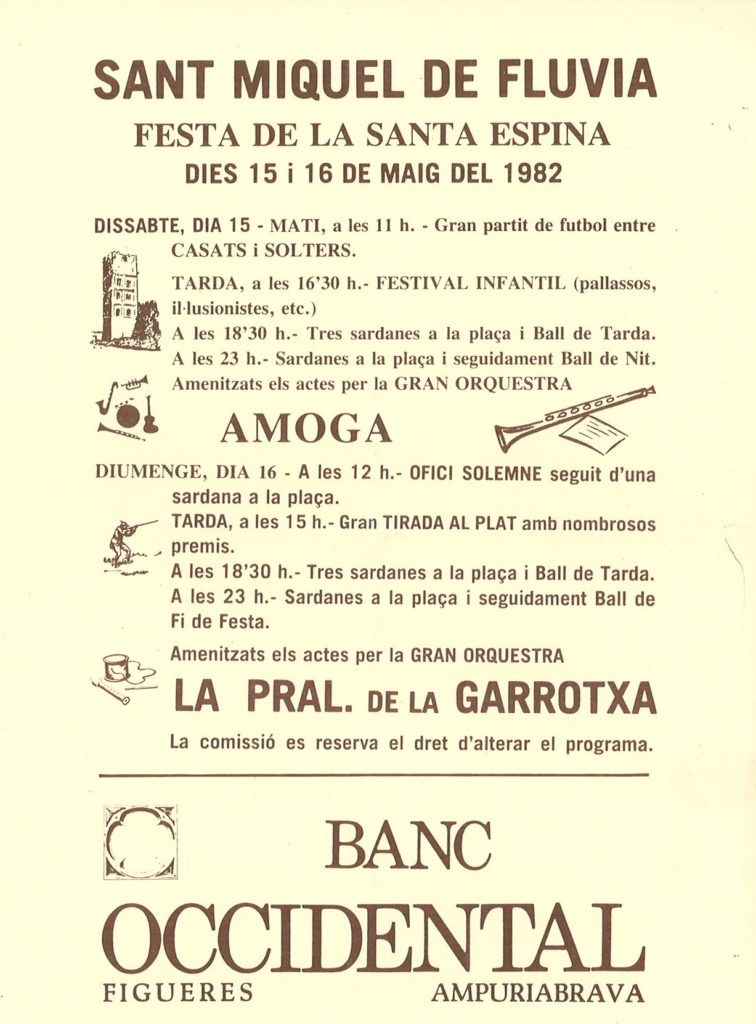 SANT MIQUEL DE FLUVIA
FESTA DE LA SANTA ESPINA
DIES 15 i 16 DE MAIG DEL 1982
DISSABTE, DIA 15 - MATI, a les 11 h. - Gran partit de futbol entre
CASATS i SOLTERS.
TARDA, a les 16'30 h.- FESTIVAL INFANTIL (pallassos,
il·lusionistes, etc.)
A les 18'30 h.- Tres sardanes a la plaça i Ball de Tarda.
A les 23 h.- Sardanes a la plaça i seguidament Ball de Nit.
Amenitzats els actes per la GRAN ORQUESTRA
AMOGA
DIUMENGE, DIA 16 - A les 12 h.- OFICI SOLEMNE seguit d'una
sardana a la plaça.
TARDA, a les 15 h.- Gran TIRADA AL PLAT amb nombrosos
premis.
A les 18'30 h.- Tres sardanes a la plaça i Ball de Tarda.
A les 23 h.- Sardanes a la plaça i seguidament Ball de
Fi de Festa.
Amenitzats els actes per la GRAN ORQUESTRA
LA PRAL. DE LA GARROTXA
La comissió es reserva el dret d'alterar el programa.
BANC
OCCIDENTAL
FIGUERES AMPURIABRAVA